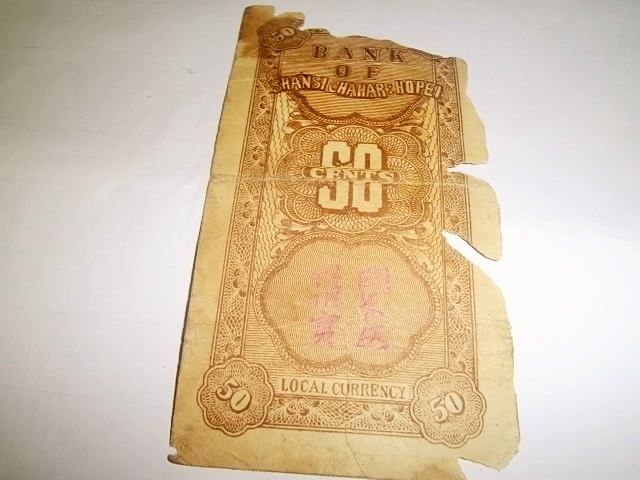 50
BANK
OF
SHANSI CHAHAR & HOPEI
50
CENTS
LOCAL CURRENCY
50
50